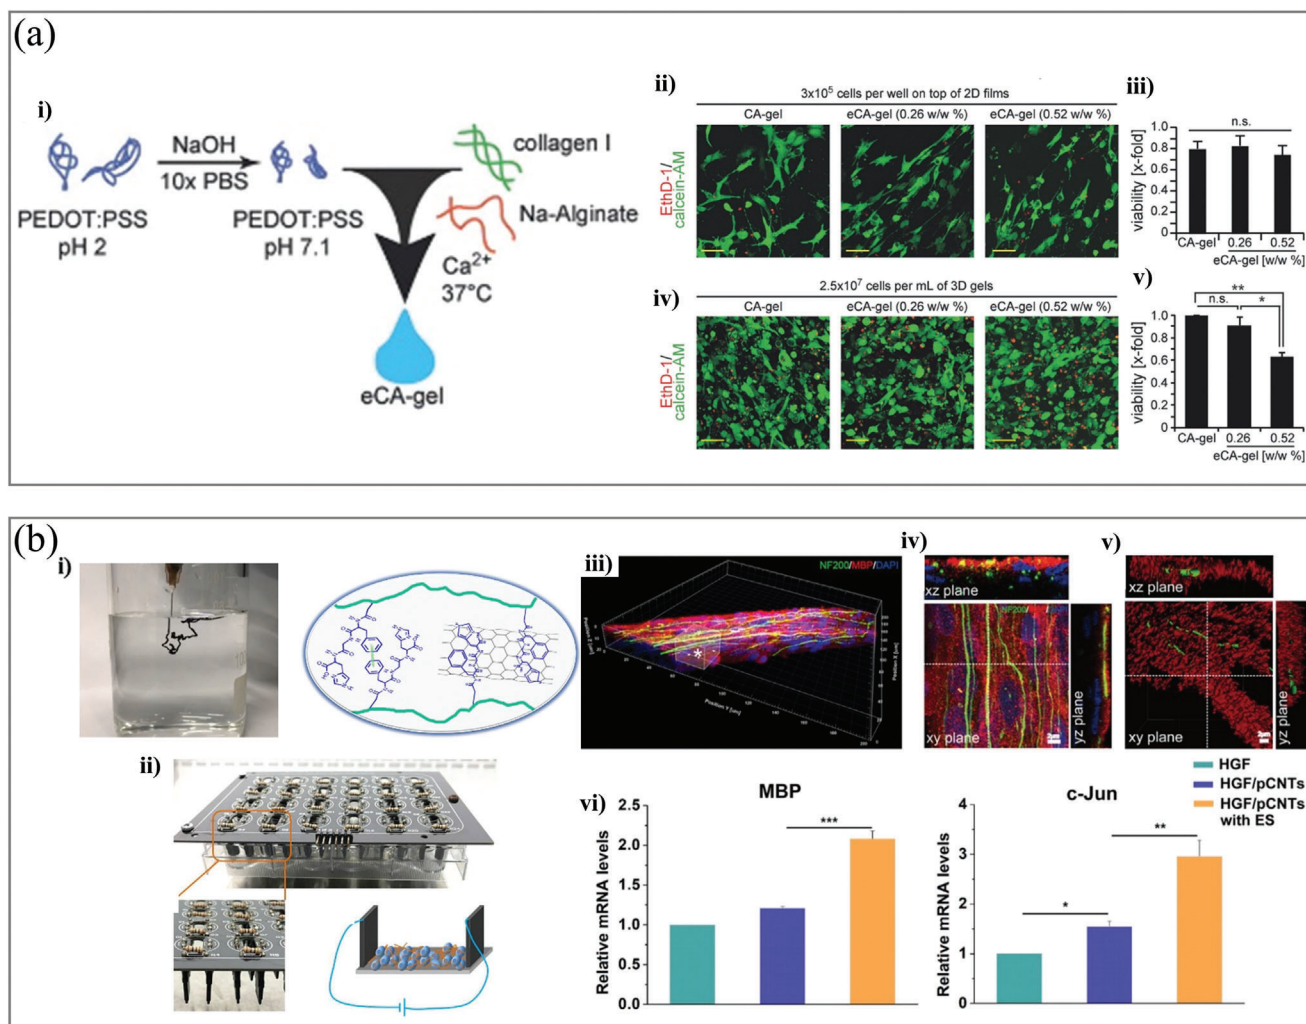 (a)
i)
NaOH
10x PBS
PEDOT:PSS
pH 2
PEDOT:PSS
pH 7.1
collagen I
Na-Alginate
Ca2+
37°C
eCA-gel
ii)
3x10⁵ cells per well on top of 2D films
CA-gel
eCA-gel (0.26 w/w %)
eCA-gel (0.52 w/w %)
EthD-1/
calcein-AM
iii)
n.s.
viability [x-fold]
1.0
0.8
0.6
0.4
0.2
0
CA-gel
0.26
0.52
eCA-gel [w/w %]
iv)
2.5x10⁷ cells per mL of 3D gels
CA-gel
eCA-gel (0.26 w/w %)
eCA-gel (0.52 w/w %)
EthD-1/
calcein-AM
v)
**
n.s.
*
viability [x-fold]
1.0
0.8
0.6
0.4
0.2
0
CA-gel
0.26
0.52
eCA-gel [w/w %]
(b)
i)
ii)
iii)
NF200/MBP/DAPI
*
iv)
xz plane
xy plane
yz plane
2μm
v)
xz plane
xy plane
yz plane
2μm
HGF
HGF/pCNTs
HGF/pCNTs
with ES
vi)
MBP
Relative mRNA levels
2.5
2.0
1.5
1.0
0.5
0.0
***
c-Jun
Relative mRNA levels
4
3
2
1
0
*
**